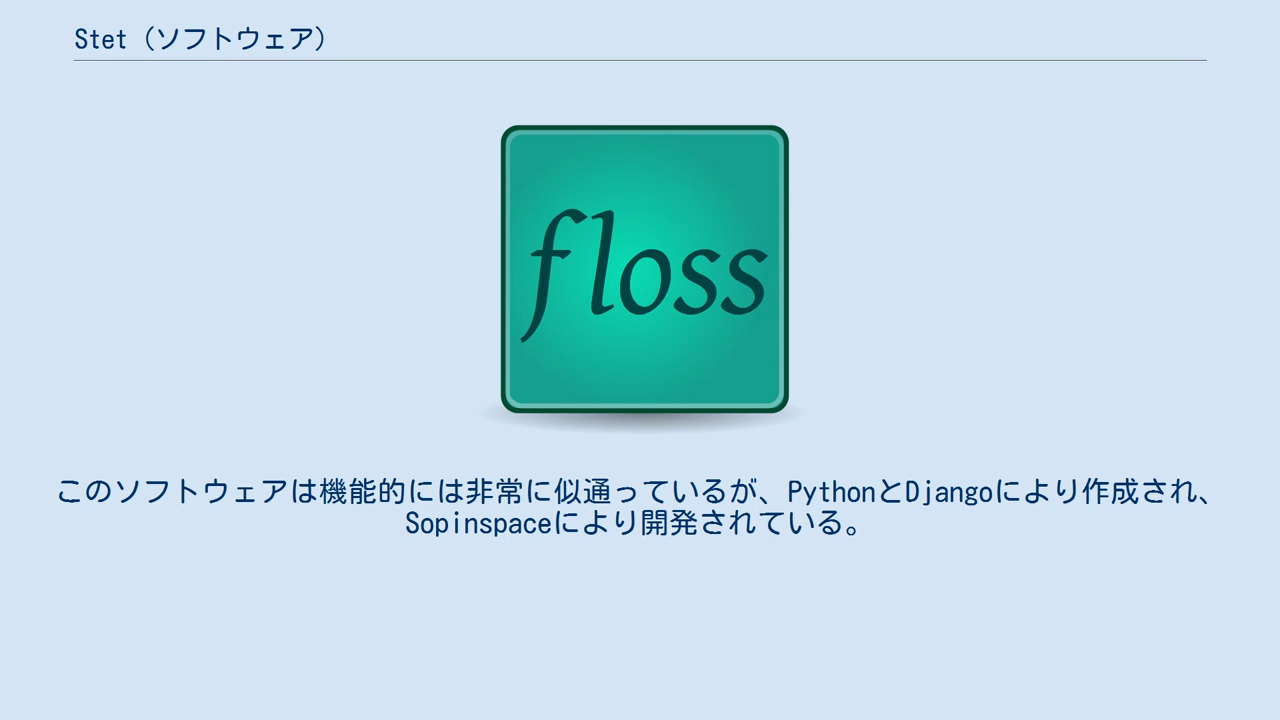 Stet（ソフトウェア）
floss
このソフトウェアは機能的には非常に似通っているが、PythonとDjangoにより作成され、
Sopinspaceにより開発されている。